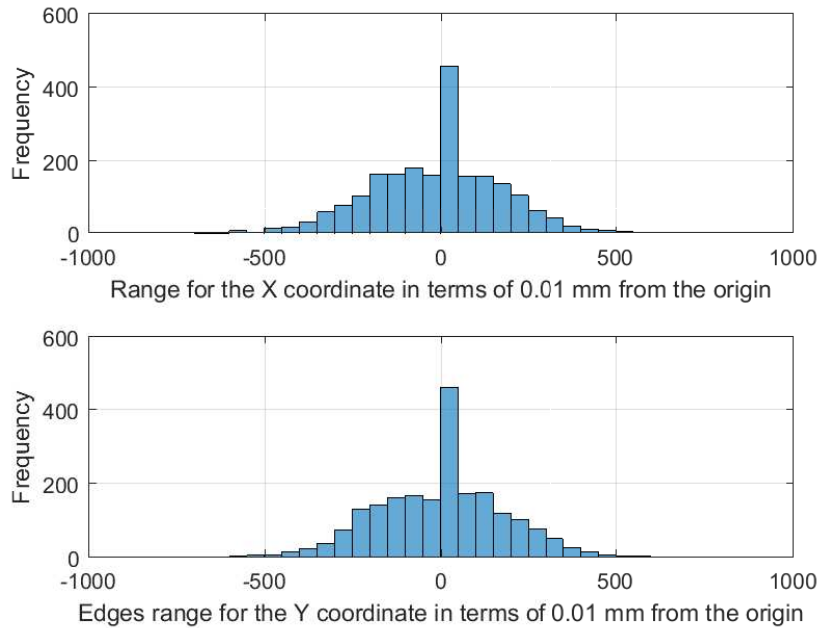 600
400
200
0
Frequency
-1000 -500 0 500 1000
Range for the X coordinate in terms of 0.01 mm from the origin
600
400
200
0
Frequency
-1000 -500 0 500 1000
Edges range for the Y coordinate in terms of 0.01 mm from the origin